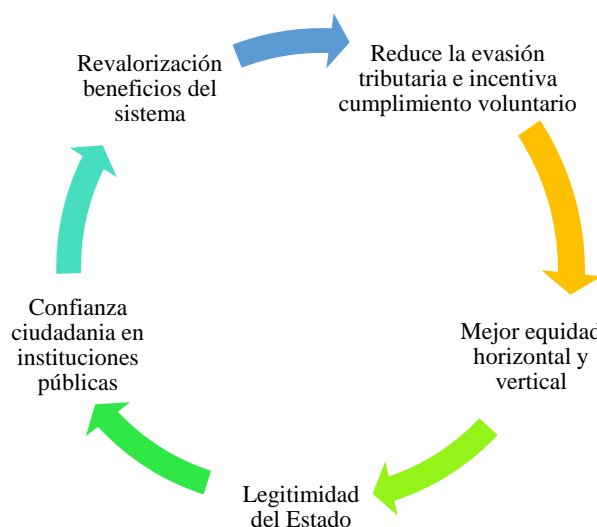 Revalorización
beneficios del
sistema
Reduce la evasión
tributaria e incentiva
cumplimiento voluntario
Mejor equidad
horizontal y
vertical
Legitimidad
del Estado
Confianza
ciudadania en
instituciones
públicas